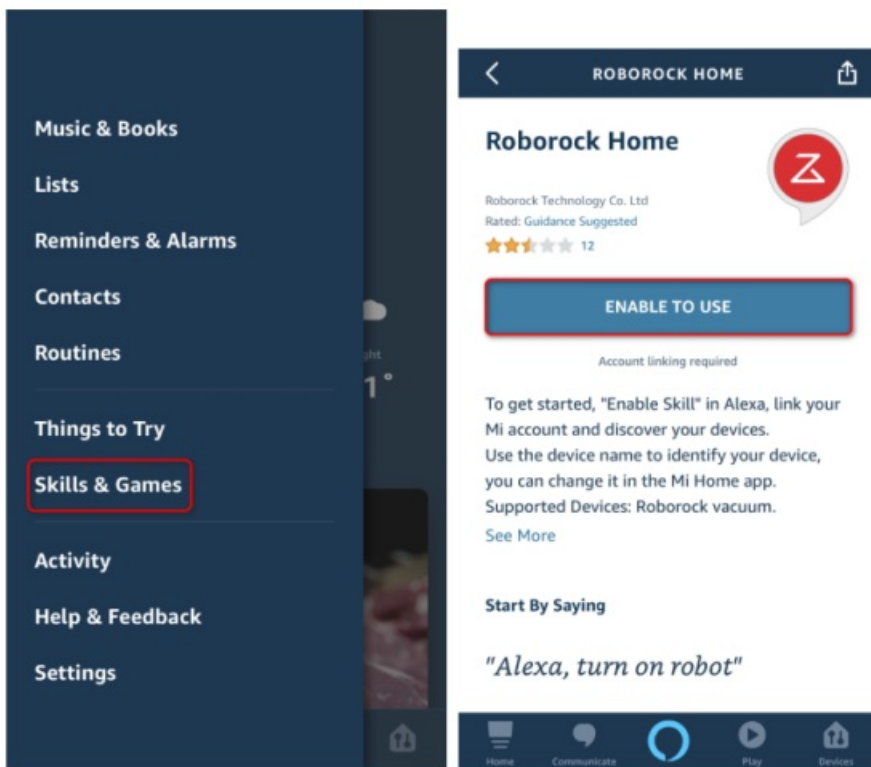 Music & Books
Lists
Reminders & Alarms
Contacts
Routines
Things to Try
Skills & Games
Activity
Help & Feedback
Settings
ght
1°
ROBOROCK HOME
Roborock Home
Roborock Technology Co. Ltd
Rated: Guidance Suggested
12
ENABLE TO USE
Account linking required
To get started, "Enable Skill" in Alexa, link your
Mi account and discover your devices.
Use the device name to identify your device,
you can change it in the Mi Home app.
Supported Devices: Roborock vacuum.
See More
Start By Saying
"Alexa, turn on robot"
Home Communicate Play Devices